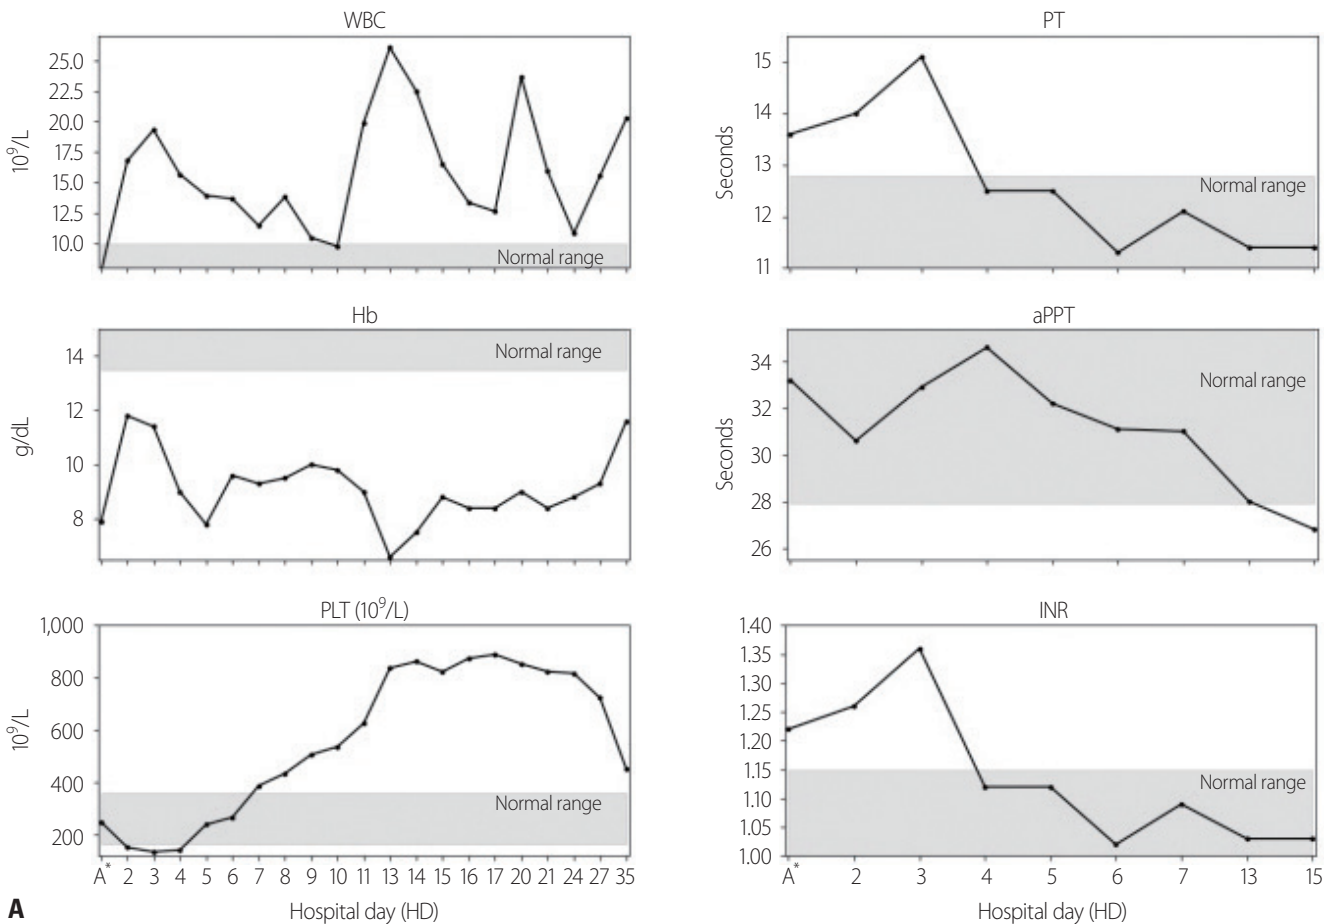 WBC
10⁹/L
25.0
22.5
20.0
17.5
15.0
12.5
10.0
Normal range
Hb
g/dL
14
12
10
8
Normal range
PLT (10⁹/L)
10⁹/L
1,000
800
600
400
200
Normal range
A* 2 3 4 5 6 7 8 9 10 11 13 14 15 16 17 20 21 24 27 35
Hospital day (HD)
A
PT
Seconds
15
14
13
12
11
Normal range
aPPT
Seconds
34
32
30
28
26
Normal range
INR
1.40
1.35
1.30
1.25
1.20
1.15
1.10
1.05
1.00
Normal range
A* 2 3 4 5 6 7 13 15
Hospital day (HD)